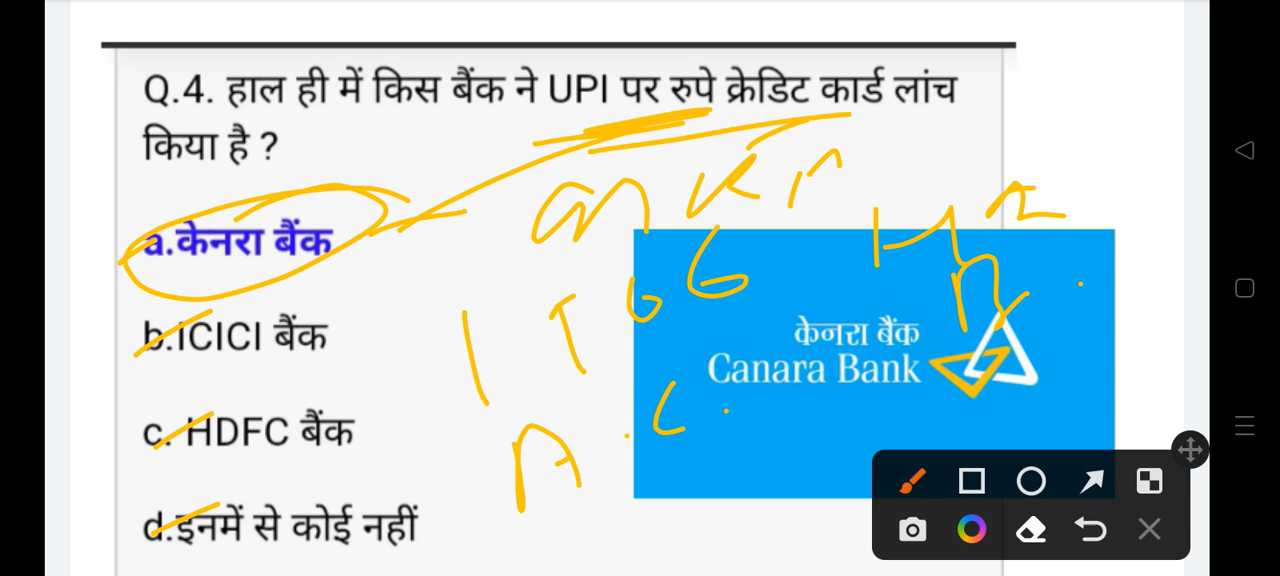 Q.4. हाल ही में किस बैंक ने UPI पर रुपे क्रेडिट कार्ड लांच
किया है ?
a.केनरा बैंक
b.iCICI बैंक
c. HDFC बैंक
d.इनमें से कोई नहीं
केनरा बैंक
Canara Bank